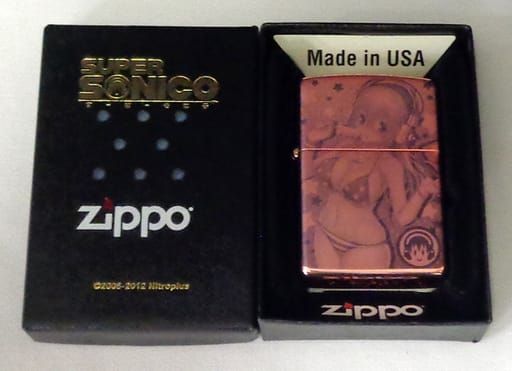 SUPER
SONICO
zippo
©2006-2012 Nitroplus
Made in USA
zippo